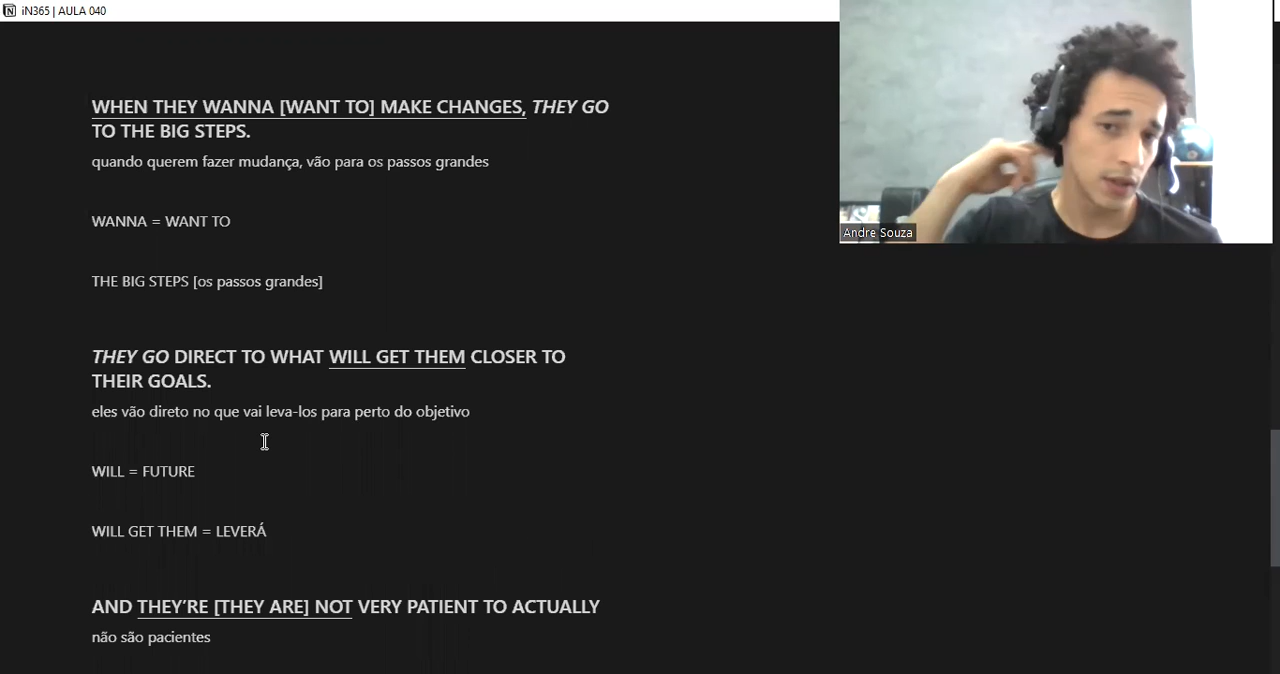 iN365 | AULA 040
WHEN THEY WANNA [WANT TO] MAKE CHANGES, THEY GO
TO THE BIG STEPS.
quando querem fazer mudança, vão para os passos grandes
WANNA = WANT TO
THE BIG STEPS [os passos grandes]
THEY GO DIRECT TO WHAT WILL GET THEM CLOSER TO
THEIR GOALS.
eles vão direto no que vai leva-los para perto do objetivo
WILL = FUTURE
WILL GET THEM = LEVERÁ
AND THEY’RE [THEY ARE] NOT VERY PATIENT TO ACTUALLY
não são pacientes
Andre Souza